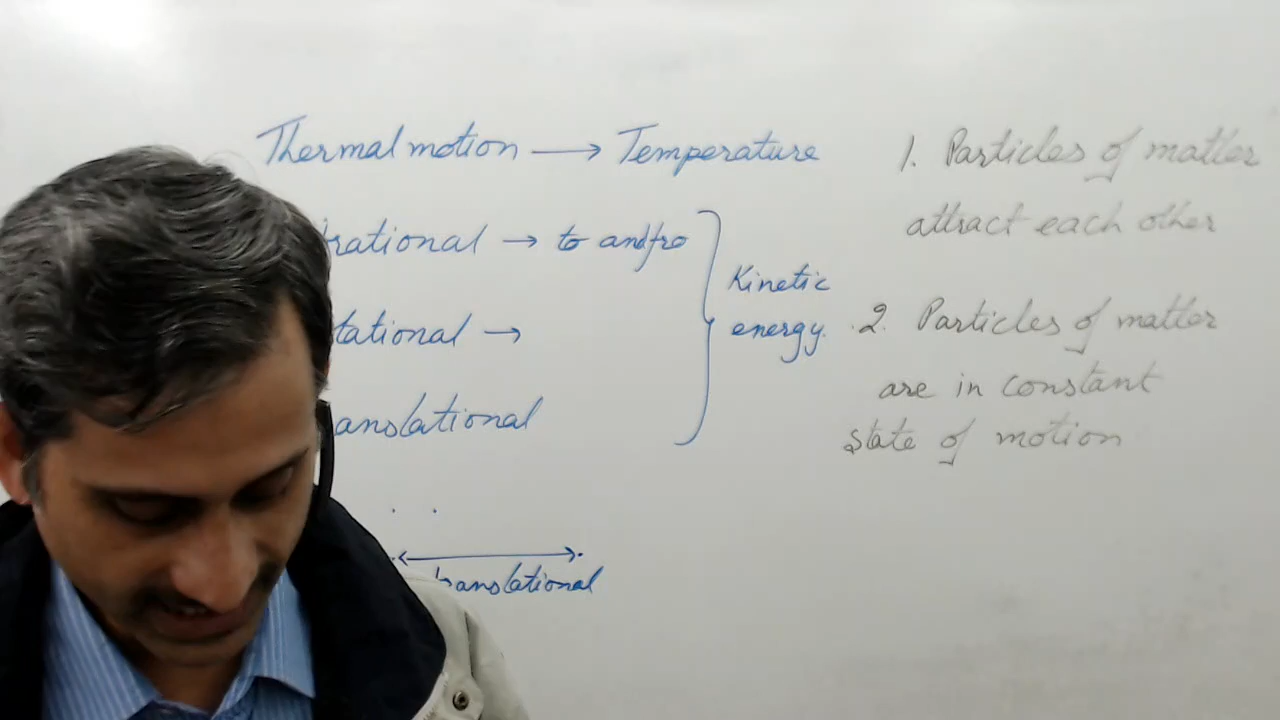 Thermal motion → Temperature
rational → to and fro
tational →
anslational
Kinetic
energy.
translational
1. Particles of matter
attract each other
2. Particles of matter
are in constant
state of motion